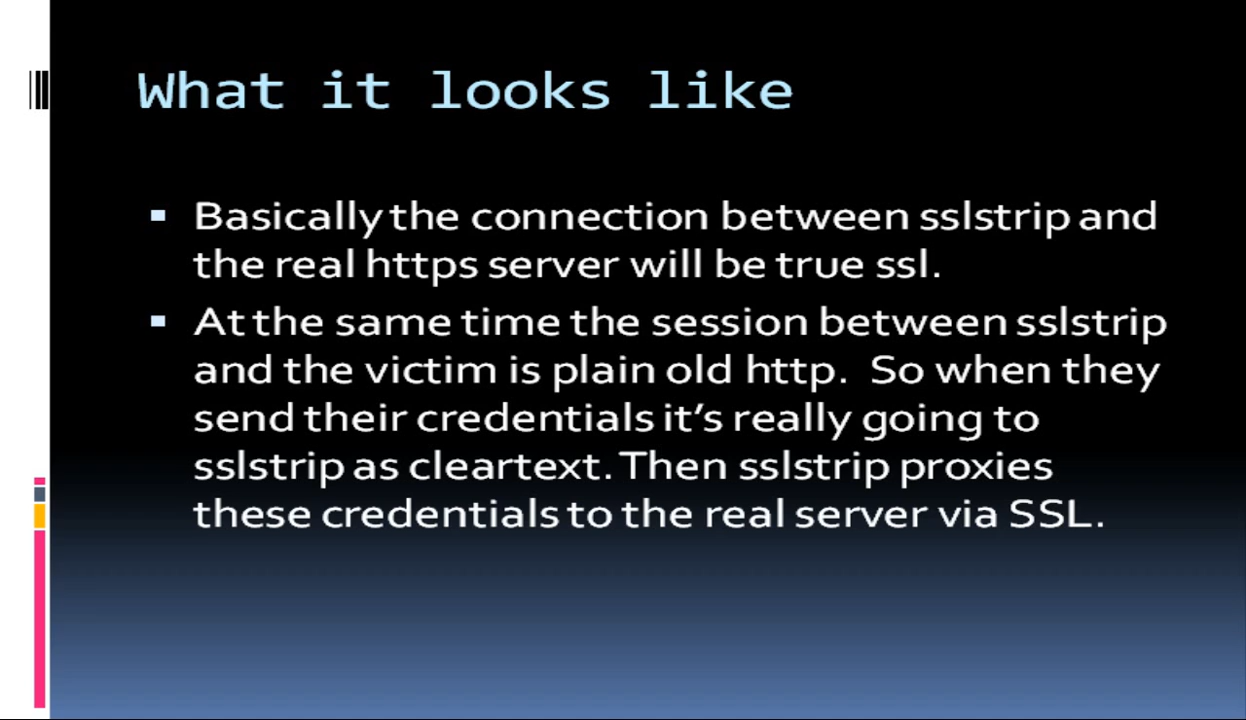 What it looks like
Basically the connection between sslstrip and
the real https server will be true ssl.
At the same time the session between sslstrip
and the victim is plain old http. So when they
send their credentials it’s really going to
sslstrip as cleartext. Then sslstrip proxies
these credentials to the real server via SSL.